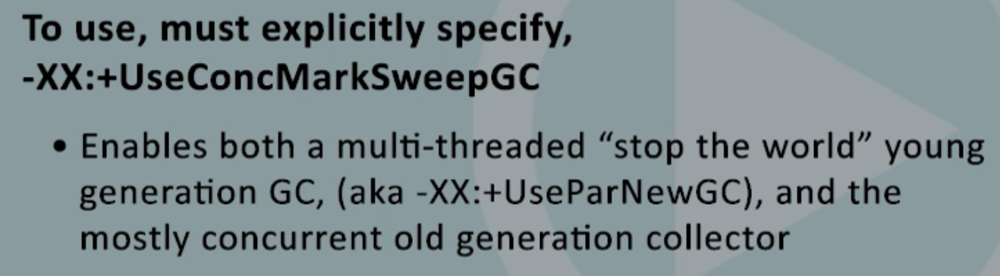 To use, must explicitly specify,
-XX:+UseConcMarkSweepGC
• Enables both a multi-threaded “stop the world” young
generation GC, (aka -XX:+UseParNewGC), and the
mostly concurrent old generation collector